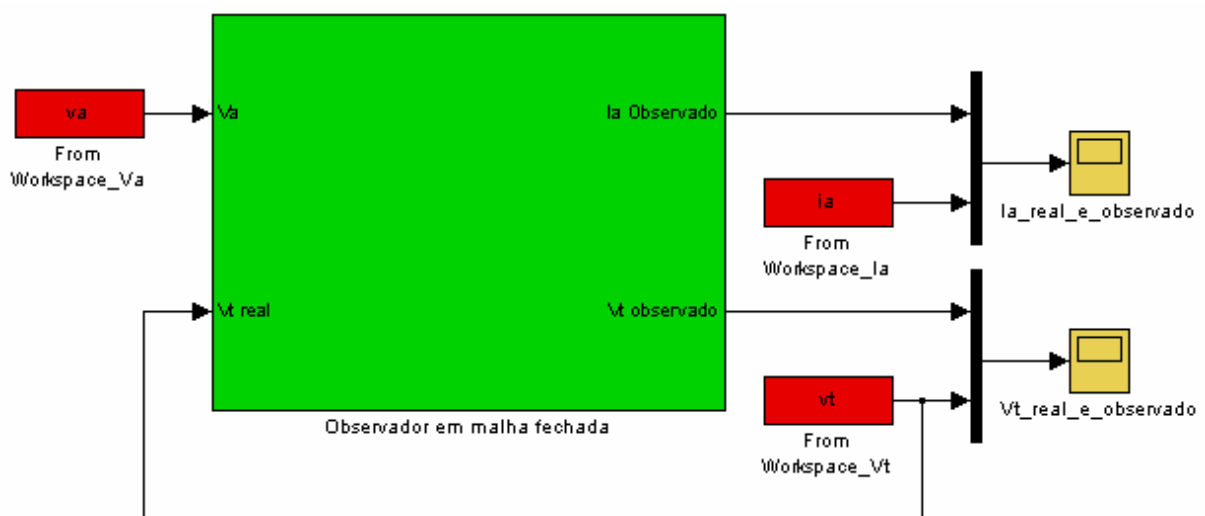 va
From
Workspace_Va
Va
Ia Observado
ia
From
Workspace_Ia
Ia_real_e_observado
Vt real
Vt observado
vt
From
Workspace_Vt
Vt_real_e_observado
Observador em malha fechada